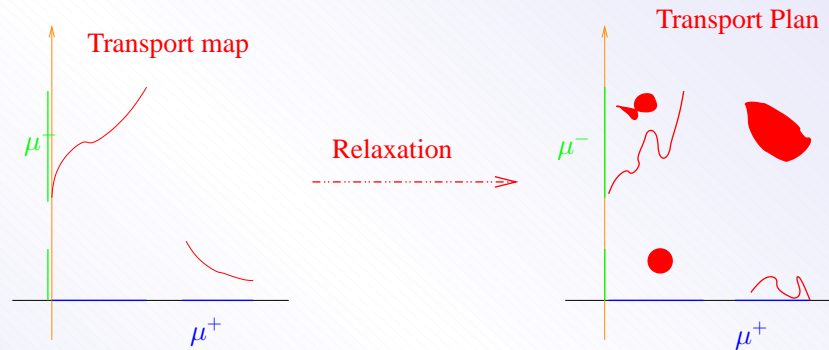 Transport map
Transport Plan
μ⁻
Relaxation
μ⁻
μ⁺
μ⁺